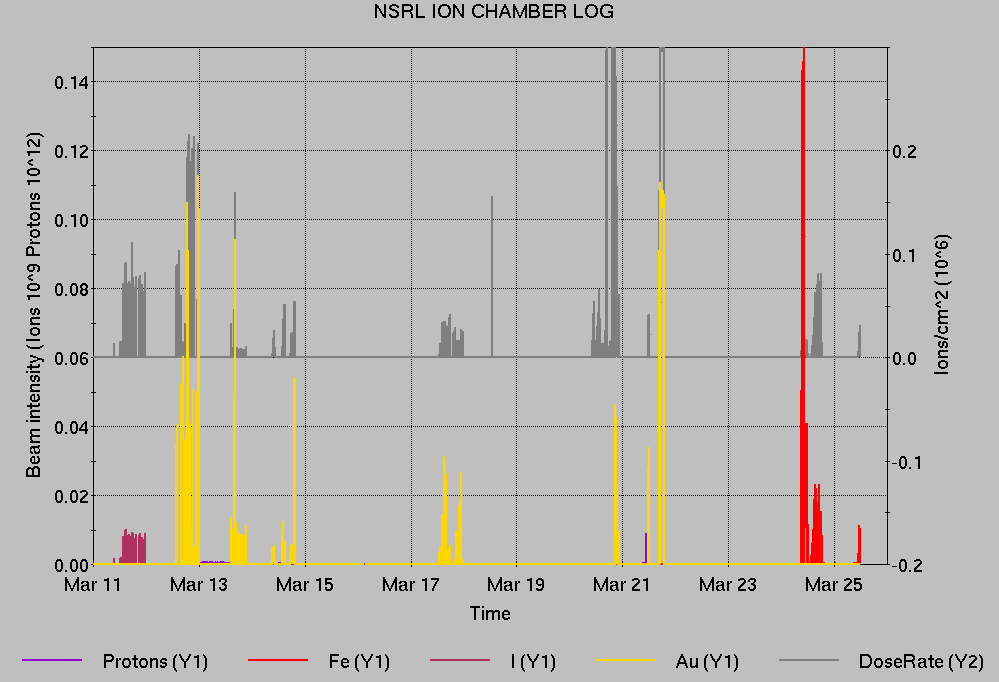 NSRL ION CHAMBER LOG
Beam intensity (Ions 10^9 Protons 10^12)
0.14
0.12
0.10
0.08
0.06
0.04
0.02
0.00
0.2
0.1
0.0
-0.1
-0.2
Ions/cm^2 (10^6)
Mar 11 Mar 13 Mar 15 Mar 17 Mar 19 Mar 21 Mar 23 Mar 25
Time
Protons (Y1) Fe (Y1) I (Y1) Au (Y1) DoseRate (Y2)